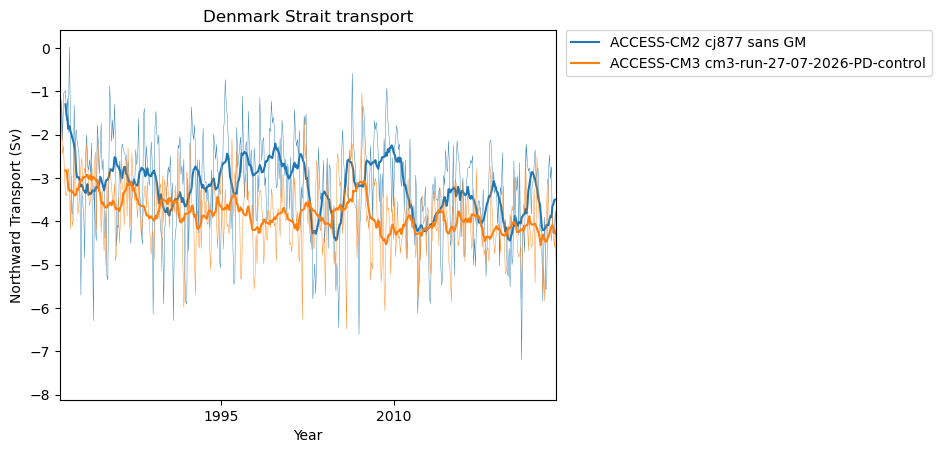 Denmark Strait transport
ACCESS-CM2 cj877 sans GM
ACCESS-CM3 cm3-run-27-07-2026-PD-control
Northward Transport (Sv)
0
−1
−2
−3
−4
−5
−6
−7
−8
1995
2010
Year